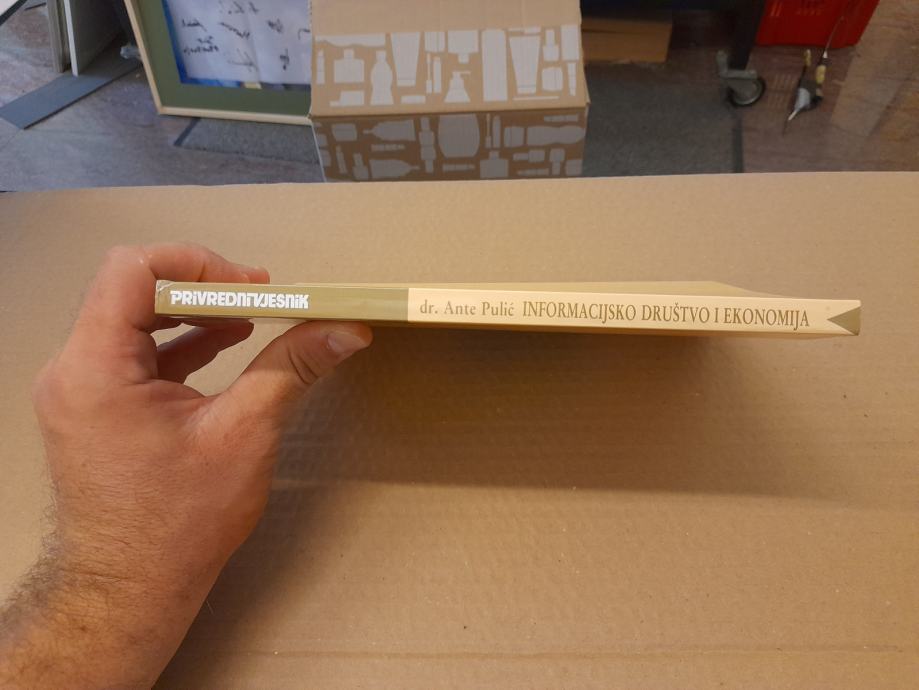 PRIVREDNI VJESNIK dr. Ante Pulić INFORMACIJSKO DRUŠTVO I EKONOMIJA